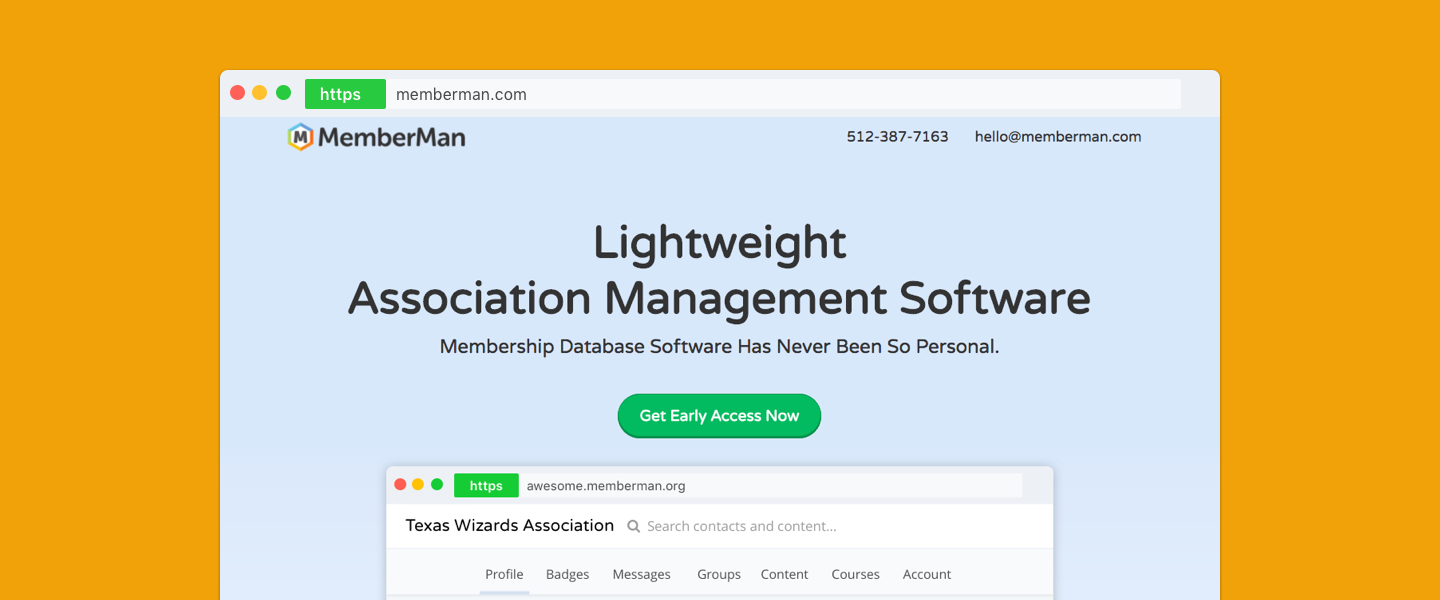 https memberman.com
M MemberMan 512-387-7163 hello@memberman.com
Lightweight
Association Management Software
Membership Database Software Has Never Been So Personal.
Get Early Access Now
https awesome.memberman.org
Texas Wizards Association Search contacts and content...
Profile Badges Messages Groups Content Courses Account